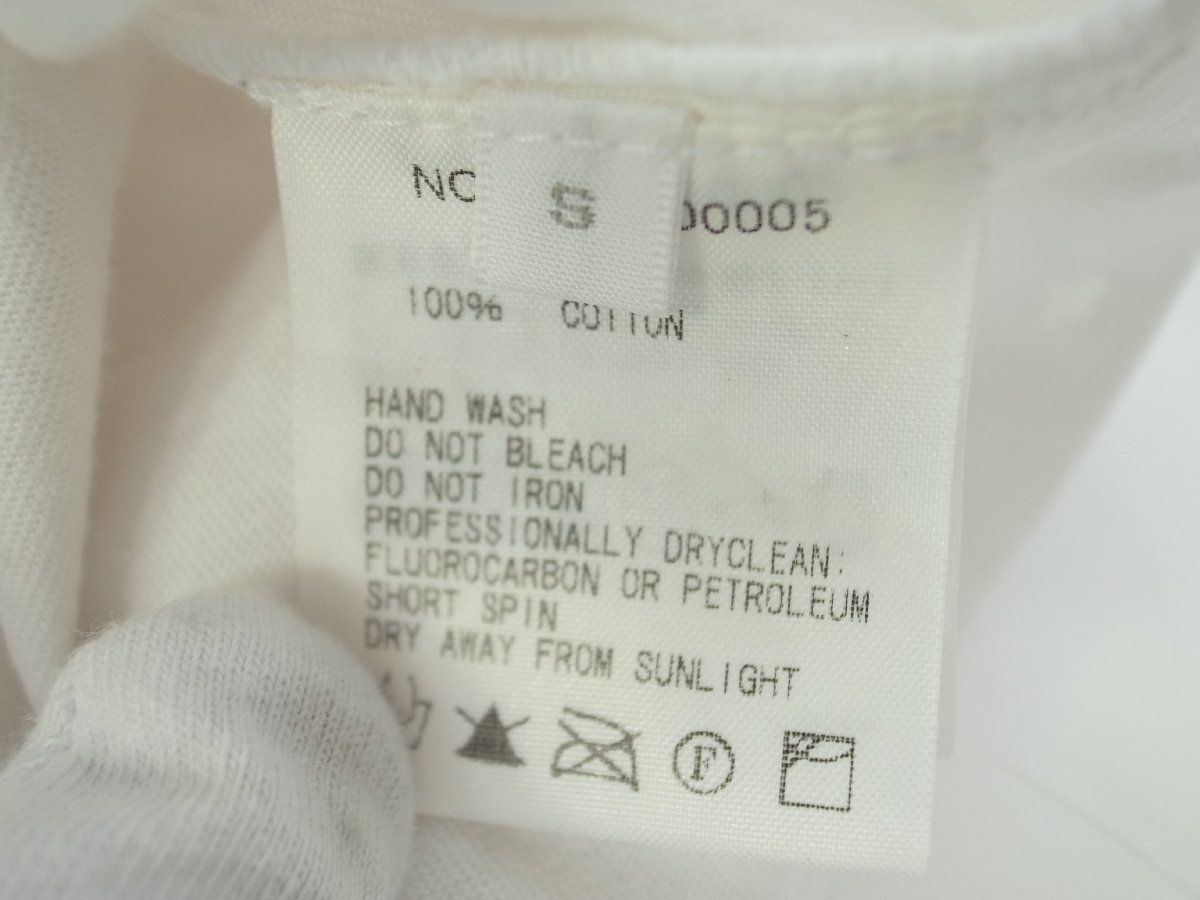 S
NC 00005
100% COTTON
HAND WASH
DO NOT BLEACH
DO NOT IRON
PROFESSIONALLY DRYCLEAN:
FLUOROCARBON OR PETROLEUM
SHORT SPIN
DRY AWAY FROM SUNLIGHT
F